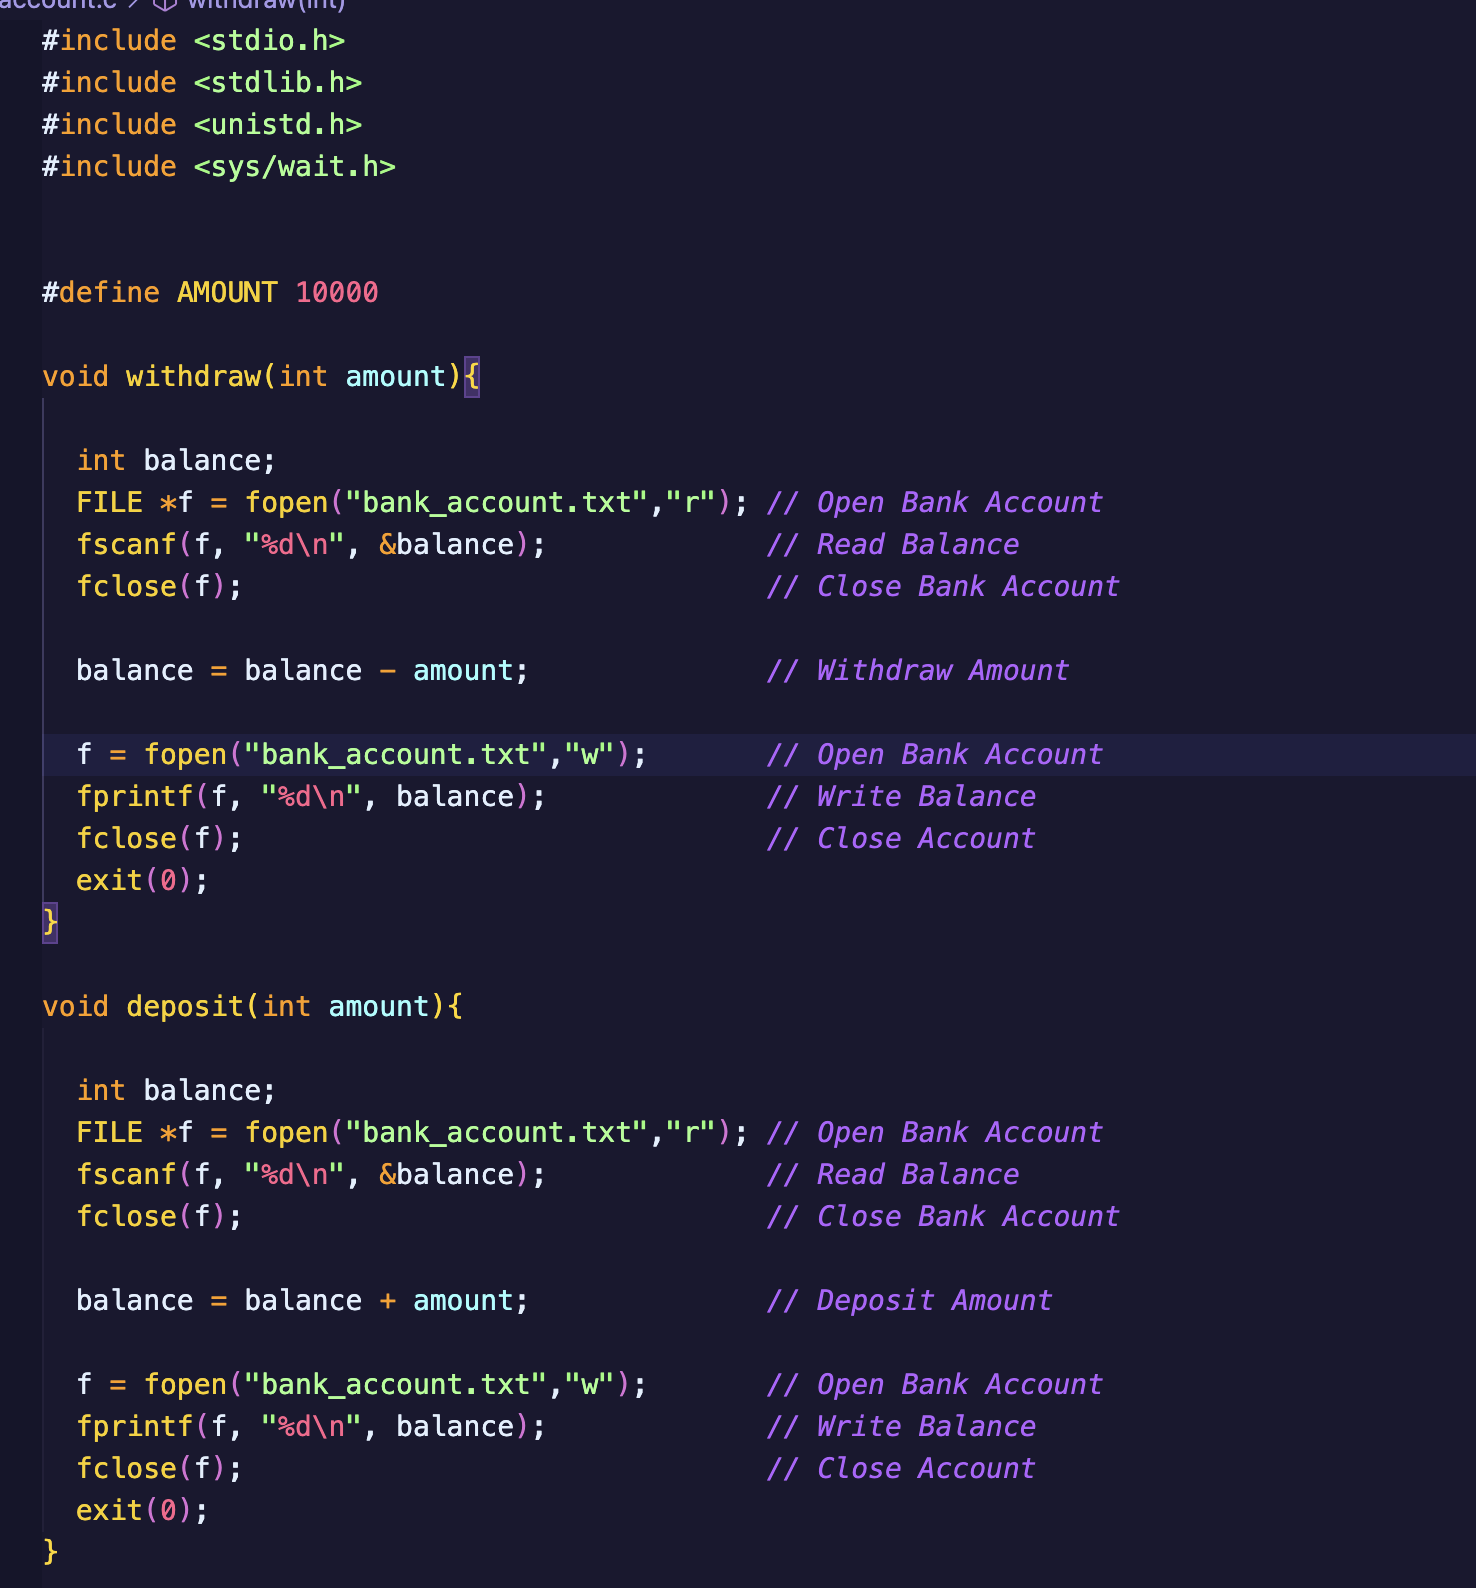 account.c > withdraw(int)
#include <stdio.h>
#include <stdlib.h>
#include <unistd.h>
#include <sys/wait.h>
#define AMOUNT 10000
void withdraw(int amount){
int balance;
FILE *f = fopen("bank_account.txt","r"); // Open Bank Account
fscanf(f, "%d\n", &balance); // Read Balance
fclose(f); // Close Bank Account
balance = balance - amount; // Withdraw Amount
f = fopen("bank_account.txt","w"); // Open Bank Account
fprintf(f, "%d\n", balance); // Write Balance
fclose(f); // Close Account
exit(0);
}
void deposit(int amount){
int balance;
FILE *f = fopen("bank_account.txt","r"); // Open Bank Account
fscanf(f, "%d\n", &balance); // Read Balance
fclose(f); // Close Bank Account
balance = balance + amount; // Deposit Amount
f = fopen("bank_account.txt","w"); // Open Bank Account
fprintf(f, "%d\n", balance); // Write Balance
fclose(f); // Close Account
exit(0);
}